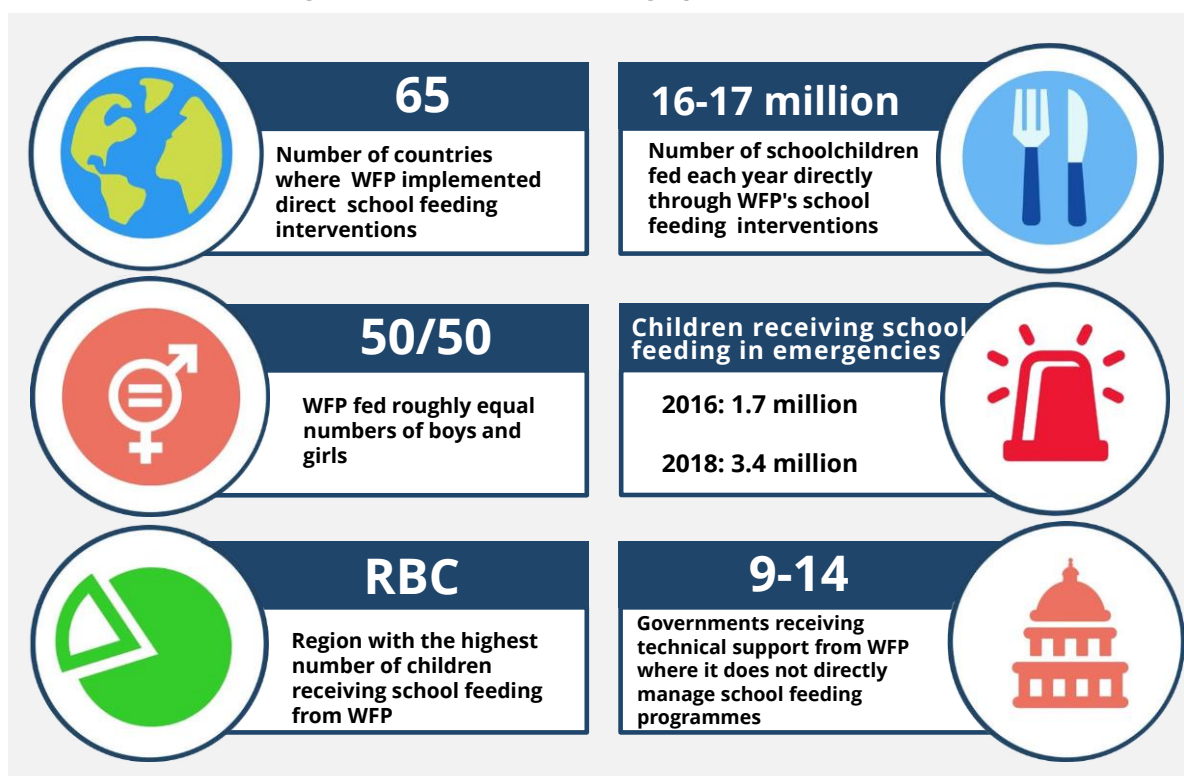 65
Number of countries
where WFP implemented
direct school feeding
interventions
16-17 million
Number of schoolchildren
fed each year directly
through WFP's school
feeding interventions
50/50
WFP fed roughly equal
numbers of boys and
girls
Children receiving school
feeding in emergencies
2016: 1.7 million
2018: 3.4 million
RBC
Region with the highest
number of children
receiving school feeding
from WFP
9-14
Governments receiving
technical support from WFP
where it does not directly
manage school feeding
programmes